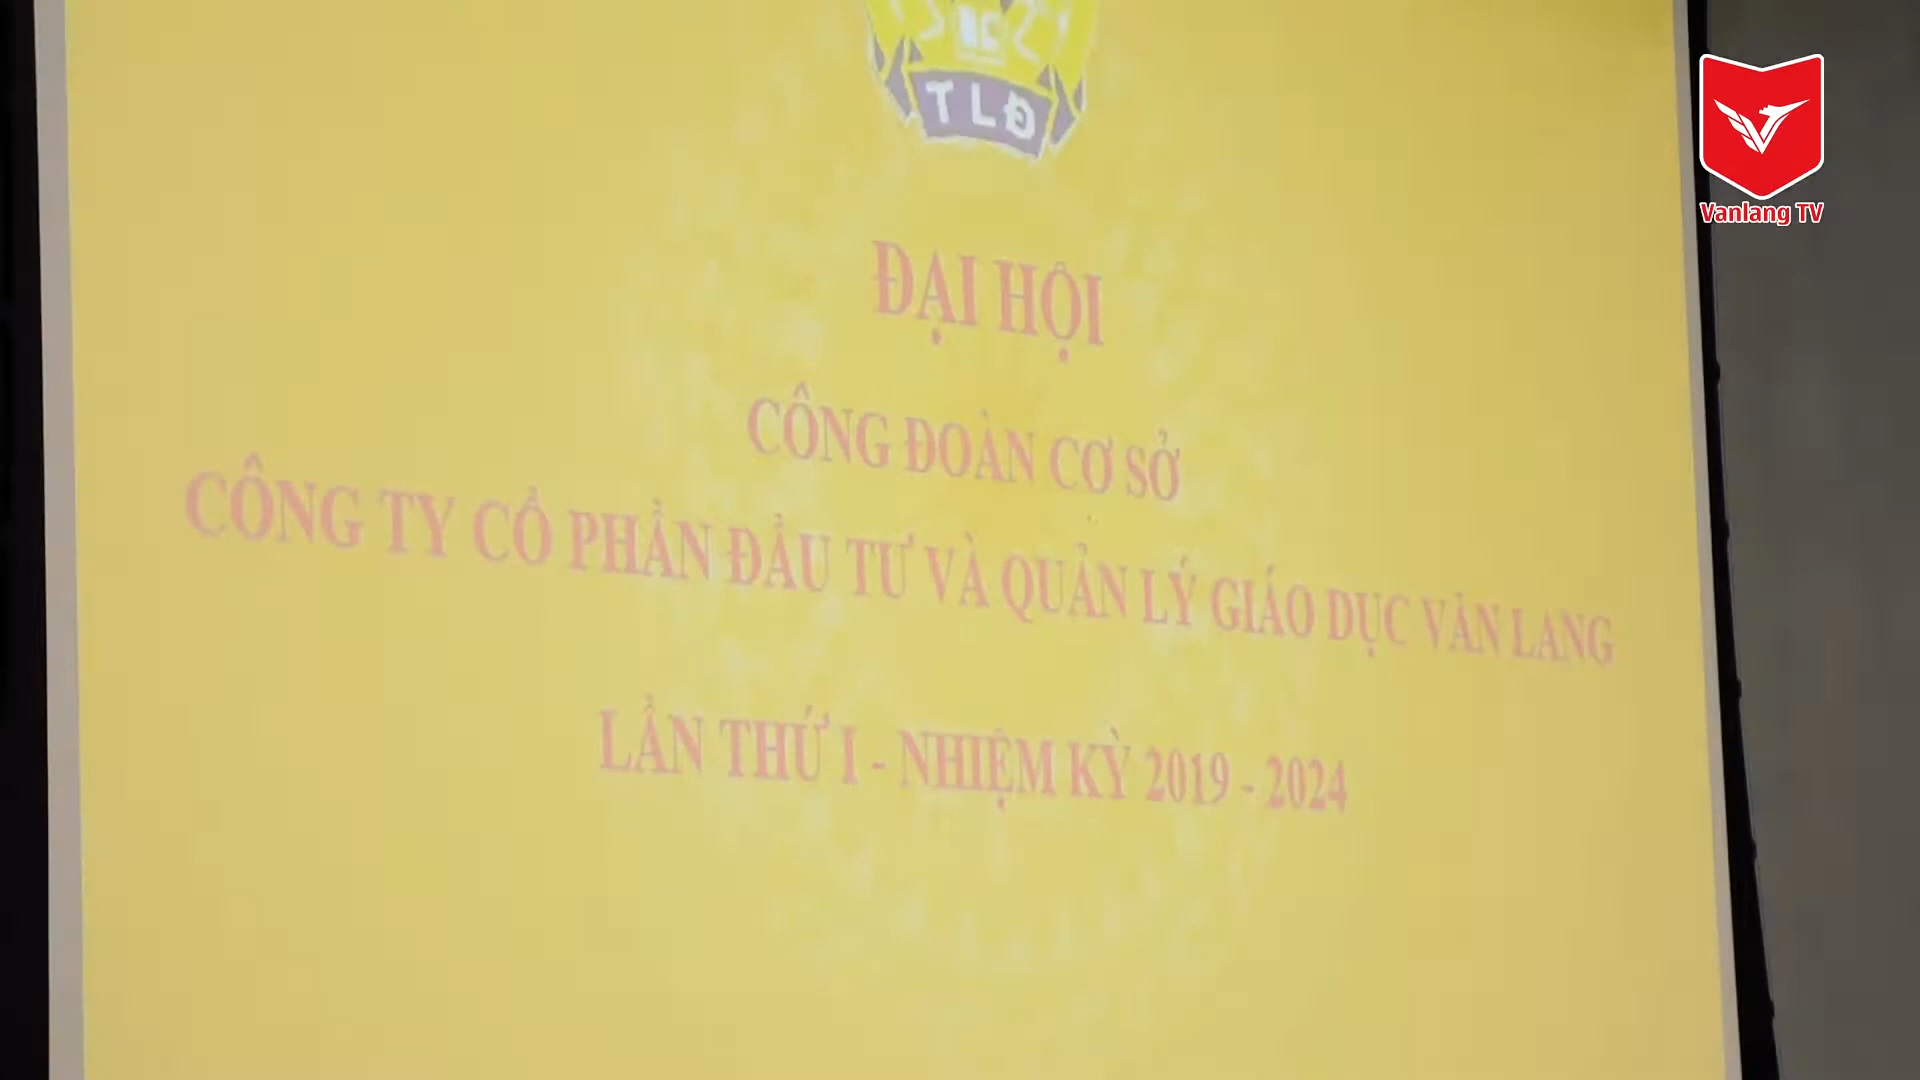 TLĐ
Vanlang TV
ĐẠI HỘI
CÔNG ĐOÀN CƠ SỞ
CÔNG TY CỔ PHẦN ĐẦU TƯ VÀ QUẢN LÝ GIÁO DỤC VĂN LANG
LẦN THỨ I - NHIỆM KỲ 2019 - 2024